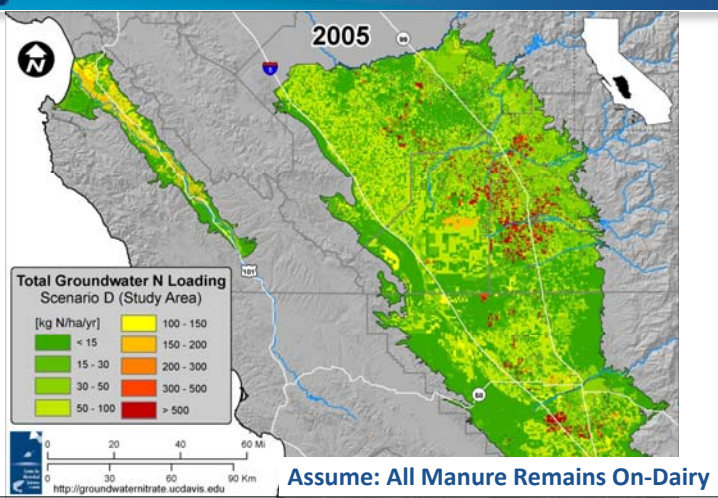 2005
99
N
5
101
Total Groundwater N Loading
Scenario D (Study Area)
[kg N/ha/yr]
< 15
15 - 30
30 - 50
50 - 100
100 - 150
150 - 200
200 - 300
300 - 500
> 500
58
0 20 40 60 Mi
0 30 60 90 Km
http://groundwaternitrate.ucdavis.edu
Assume: All Manure Remains On-Dairy